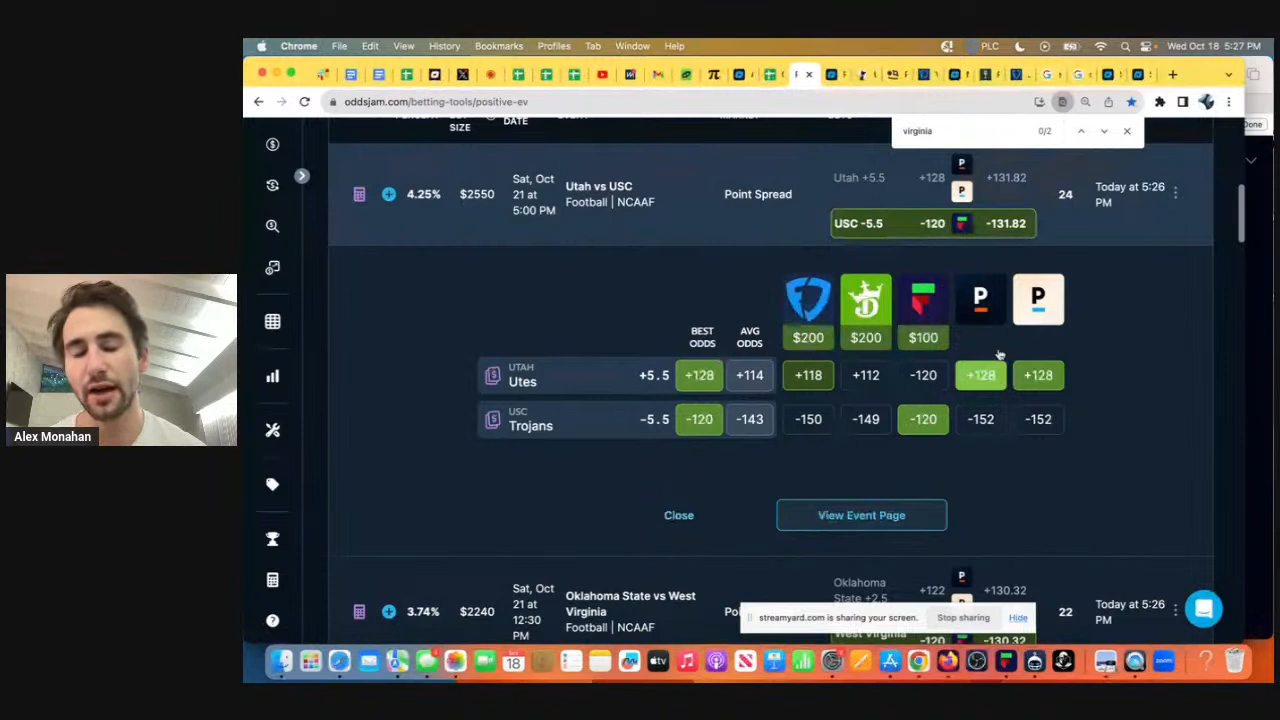 Chrome File Edit View History Bookmarks Profiles Tab Window Help
PLC Wed Oct 18 5:27 PM
oddsjam.com/betting-tools/positive-ev
virginia 0/2
Done
SIZE DATE
4.25% $2550 Sat, Oct 21 at 5:00 PM
Utah vs USC
Football | NCAAF
Point Spread
Utah +5.5 +128 P +131.82
P
USC -5.5 -120 -131.82
24
Today at 5:26 PM
P P
BEST ODDS AVG ODDS $200 $200 $100
UTAH
Utes +5.5 +128 +114 +118 +112 -120 +128 +128
USC
Trojans -5.5 -120 -143 -150 -149 -120 -152 -152
Close View Event Page
3.74% $2240 Sat, Oct 21 at 12:30 PM
Oklahoma State vs West Virginia
Football | NCAAF
Oklahoma State +2.5 +122 P +130.32
West Virginia -120 -130.32
22
Today at 5:26 PM
streamyard.com is sharing your screen. Stop sharing Hide
Alex Monahan
OCT 18
zoom